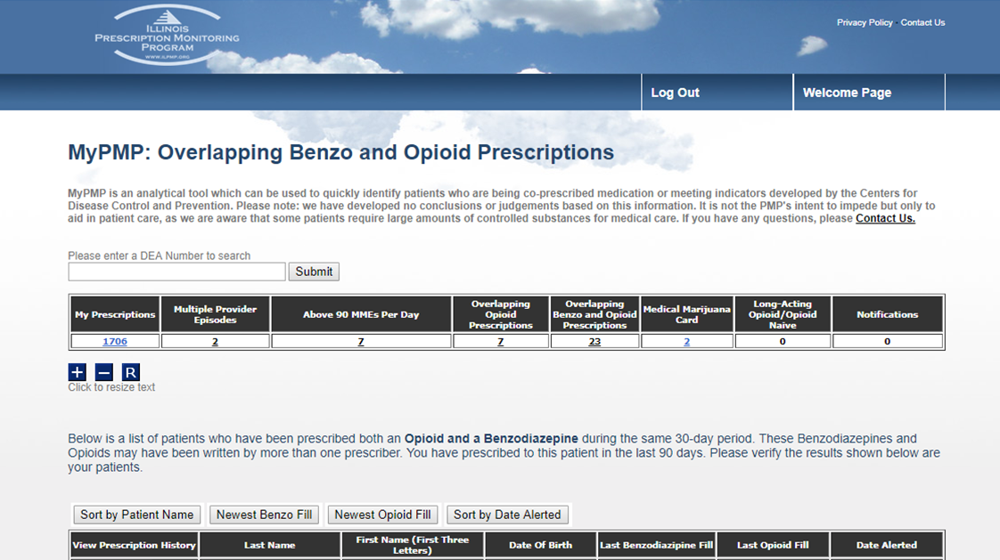 ILLINOIS
PRESCRIPTION MONITORING
PROGRAM
WWW.ILPMP.ORG
Privacy Policy - Contact Us
Log Out
Welcome Page
MyPMP: Overlapping Benzo and Opioid Prescriptions
MyPMP is an analytical tool which can be used to quickly identify patients who are being co-prescribed medication or meeting indicators developed by the Centers for
Disease Control and Prevention. Please note: we have developed no conclusions or judgements based on this information. It is not the PMP's intent to impede but only to
aid in patient care, as we are aware that some patients require large amounts of controlled substances for medical care. If you have any questions, please Contact Us.
Please enter a DEA Number to search
Submit
My Prescriptions
Multiple Provider
Episodes
Above 90 MMEs Per Day
Overlapping
Opioid
Prescriptions
Overlapping
Benzo and Opioid
Prescriptions
Medical Marijuana
Card
Long-Acting
Opioid/Opioid
Naive
Notifications
1706
2
7
7
23
2
0
0
+ − R
Click to resize text
Below is a list of patients who have been prescribed both an Opioid and a Benzodiazepine during the same 30-day period. These Benzodiazepines and
Opioids may have been written by more than one prescriber. You have prescribed to this patient in the last 90 days. Please verify the results shown below are
your patients.
Sort by Patient Name
Newest Benzo Fill
Newest Opioid Fill
Sort by Date Alerted
View Prescription History
Last Name
First Name (First Three
Letters)
Date Of Birth
Last Benzodiazipine Fill
Last Opioid Fill
Date Alerted